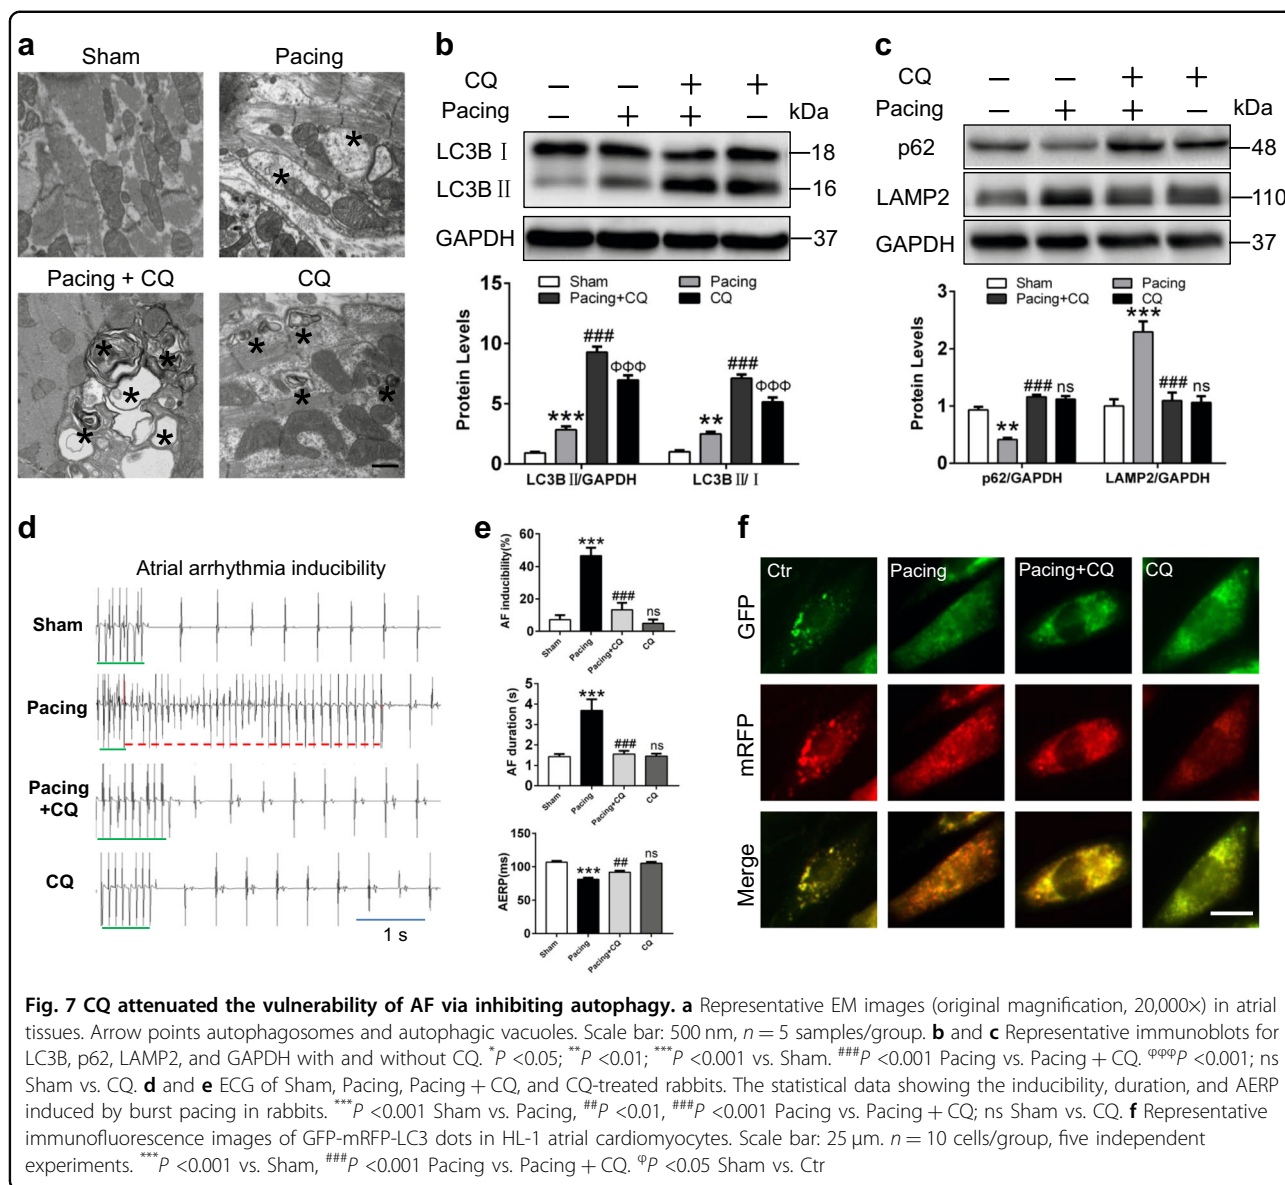 a
Sham
Pacing
Pacing + CQ
CQ
* * * * * * * * * * *
b
CQ − − + +
Pacing − + + − kDa
LC3B Ⅰ 18
LC3B Ⅱ 16
GAPDH 37
Sham Pacing
Pacing+CQ CQ
Protein Levels
15
10
5
0
*** ### ΦΦΦ
** ### ΦΦΦ
LC3B Ⅱ/GAPDH LC3B Ⅱ/Ⅰ
c
CQ − − + +
Pacing − + + − kDa
p62 48
LAMP2 110
GAPDH 37
Sham Pacing
Pacing+CQ CQ
Protein Levels
3
2
1
0
** ### ns
*** ### ns
p62/GAPDH LAMP2/GAPDH
d
Atrial arrhythmia inducibility
Sham
Pacing
Pacing
+CQ
CQ
1 s
e
AF inducibility(%)
60
40
20
0
*** ### ns
Sham Pacing Pacing+CQ CQ
AF duration (s)
5
4
3
2
1
0
*** ### ns
Sham Pacing Pacing+CQ CQ
AERP(ms)
150
100
50
0
*** ## ns
Sham Pacing Pacing+CQ CQ
f
Ctr Pacing Pacing+CQ CQ
GFP
mRFP
Merge
Fig. 7 CQ attenuated the vulnerability of AF via inhibiting autophagy. a Representative EM images (original magnification, 20,000×) in atrial
tissues. Arrow points autophagosomes and autophagic vacuoles. Scale bar: 500 nm, n = 5 samples/group. b and c Representative immunoblots for
LC3B, p62, LAMP2, and GAPDH with and without CQ. *P <0.05; **P <0.01; ***P <0.001 vs. Sham. ###P <0.001 Pacing vs. Pacing + CQ. φφφP <0.001; ns
Sham vs. CQ. d and e ECG of Sham, Pacing, Pacing + CQ, and CQ-treated rabbits. The statistical data showing the inducibility, duration, and AERP
induced by burst pacing in rabbits. ***P <0.001 Sham vs. Pacing, ##P <0.01, ###P <0.001 Pacing vs. Pacing + CQ; ns Sham vs. CQ. f Representative
immunofluorescence images of GFP-mRFP-LC3 dots in HL-1 atrial cardiomyocytes. Scale bar: 25 μm. n = 10 cells/group, five independent
experiments. ***P <0.001 vs. Sham, ###P <0.001 Pacing vs. Pacing + CQ. φP <0.05 Sham vs. Ctr